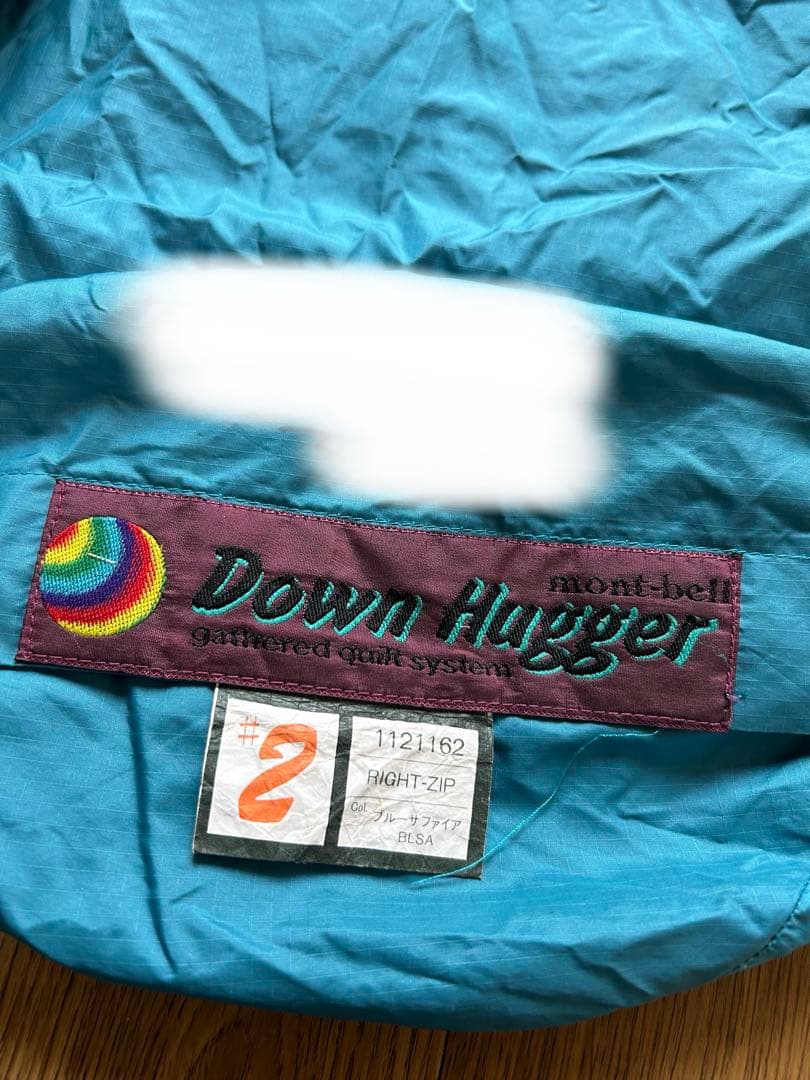 mont-bell
Down Hugger
gathered quilt system
#2
1121162
RIGHT-ZIP
Col. ブルーサファイア
BLSA